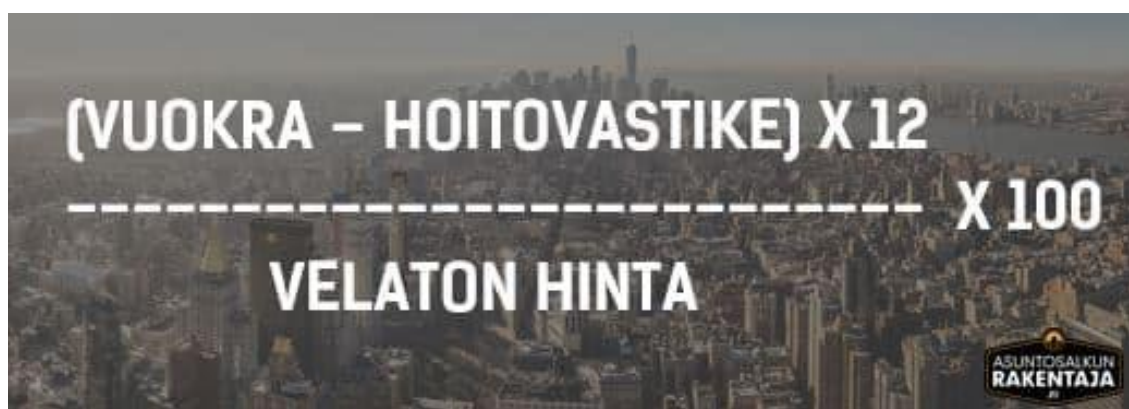 (VUOKRA – HOITOVASTIKE) X 12
–––––––––––––––––––––––––– X 100
VELATON HINTA
ASUNTOSALKUN
RAKENTAJA